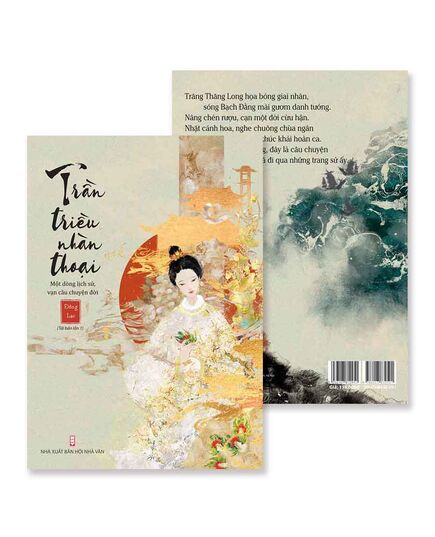 Trần
triều
nhàn
thoại
Một dòng lịch sử,
vạn câu chuyện đời
Đông
Lạc
(Tái bản lần 1)
NHÀ XUẤT BẢN HỘI NHÀ VĂN
Trăng Thăng Long họa bóng giai nhân,
sóng Bạch Đằng mài gươm danh tướng.
Nâng chén rượu, cạn một đời cừu hận.
Nhặt cánh hoa, nghe chuông chùa ngân
húc khải hoàn ca.
đây là câu chuyện
đi qua những trang sử ấy.